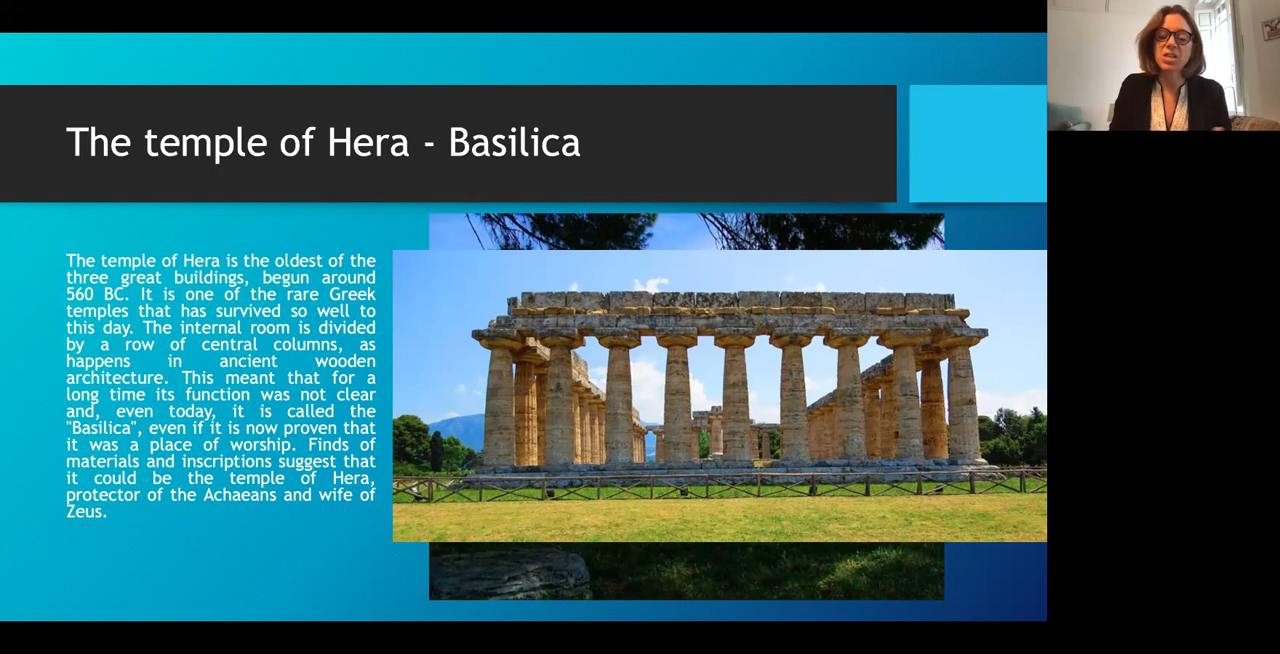 The temple of Hera - Basilica
The temple of Hera is the oldest of the
three great buildings, begun around
560 BC. It is one of the rare Greek
temples that has survived so well to
this day. The internal room is divided
by a row of central columns, as
happens in ancient wooden
architecture. This meant that for a
long time its function was not clear
and, even today, it is called the
"Basilica", even if it is now proven that
it was a place of worship. Finds of
materials and inscriptions suggest that
it could be the temple of Hera,
protector of the Achaeans and wife of
Zeus.